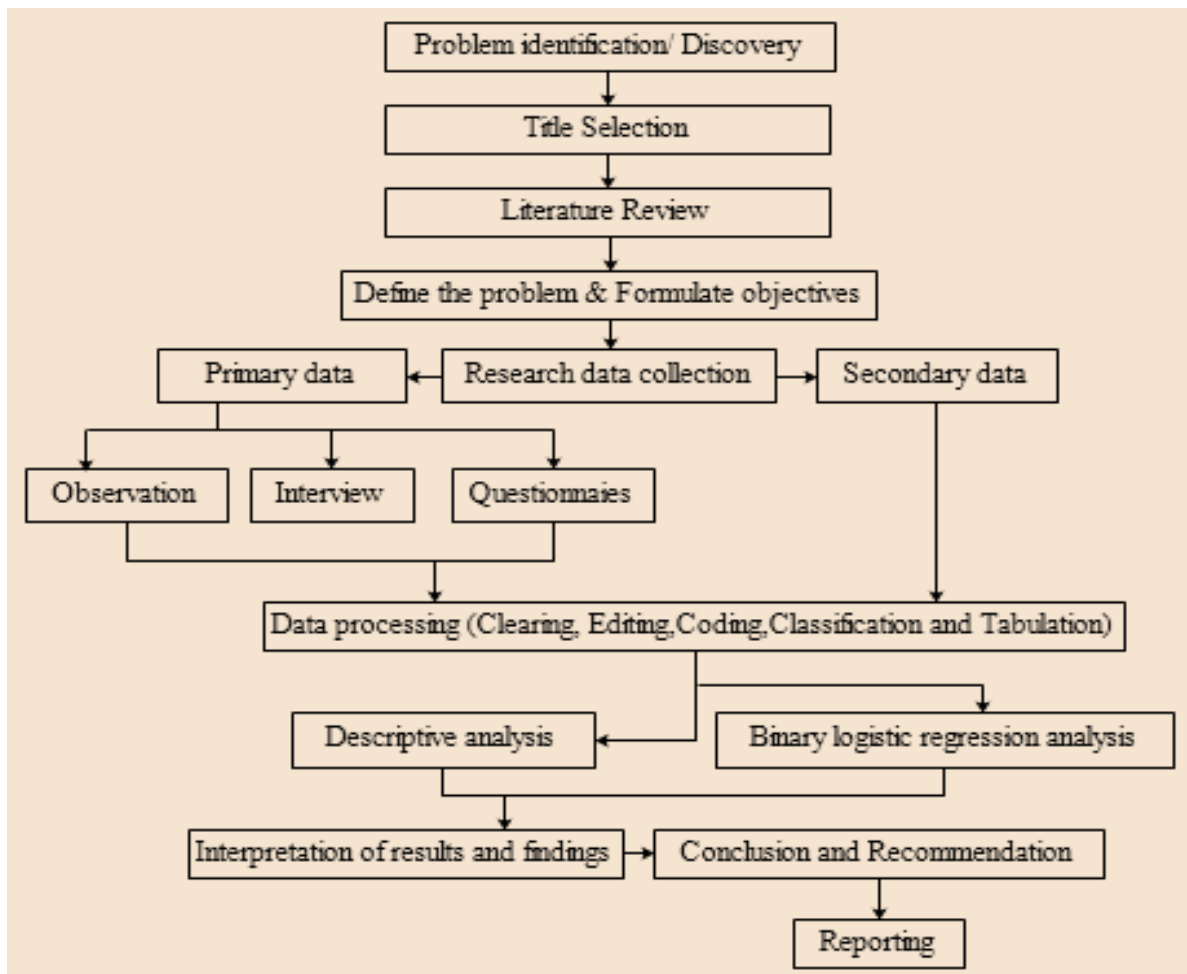 Problem identification/ Discovery
Title Selection
Literature Review
Define the problem & Formulate objectives
Primary data
Research data collection
Secondary data
Observation
Interview
Questionnaies
Data processing (Clearing, Editing,Coding,Classification and Tabulation)
Descriptive analysis
Binary logistic regression analysis
Interpretation of results and findings
Conclusion and Recommendation
Reporting